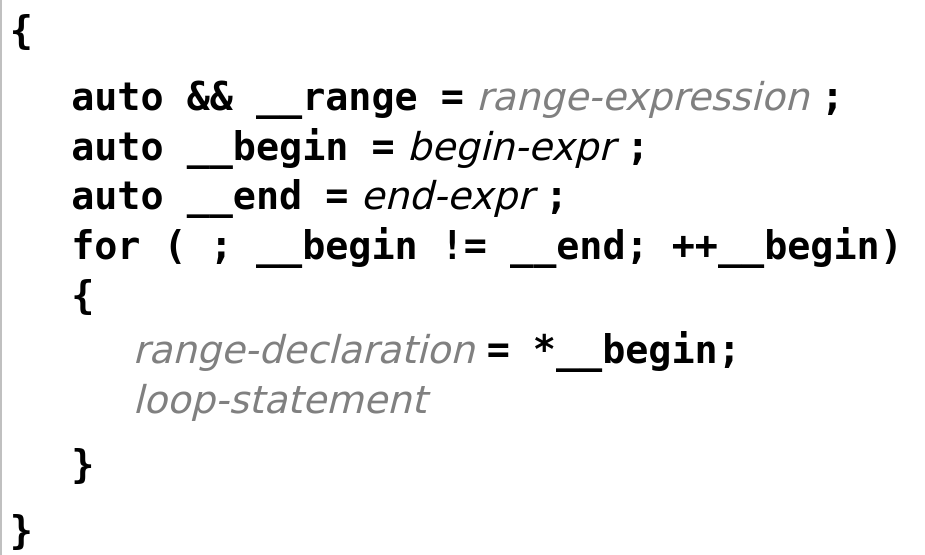 {
auto && __range = range-expression ;
auto __begin = begin-expr ;
auto __end = end-expr ;
for ( ; __begin != __end; ++__begin)
{
range-declaration = *__begin;
loop-statement
}
}